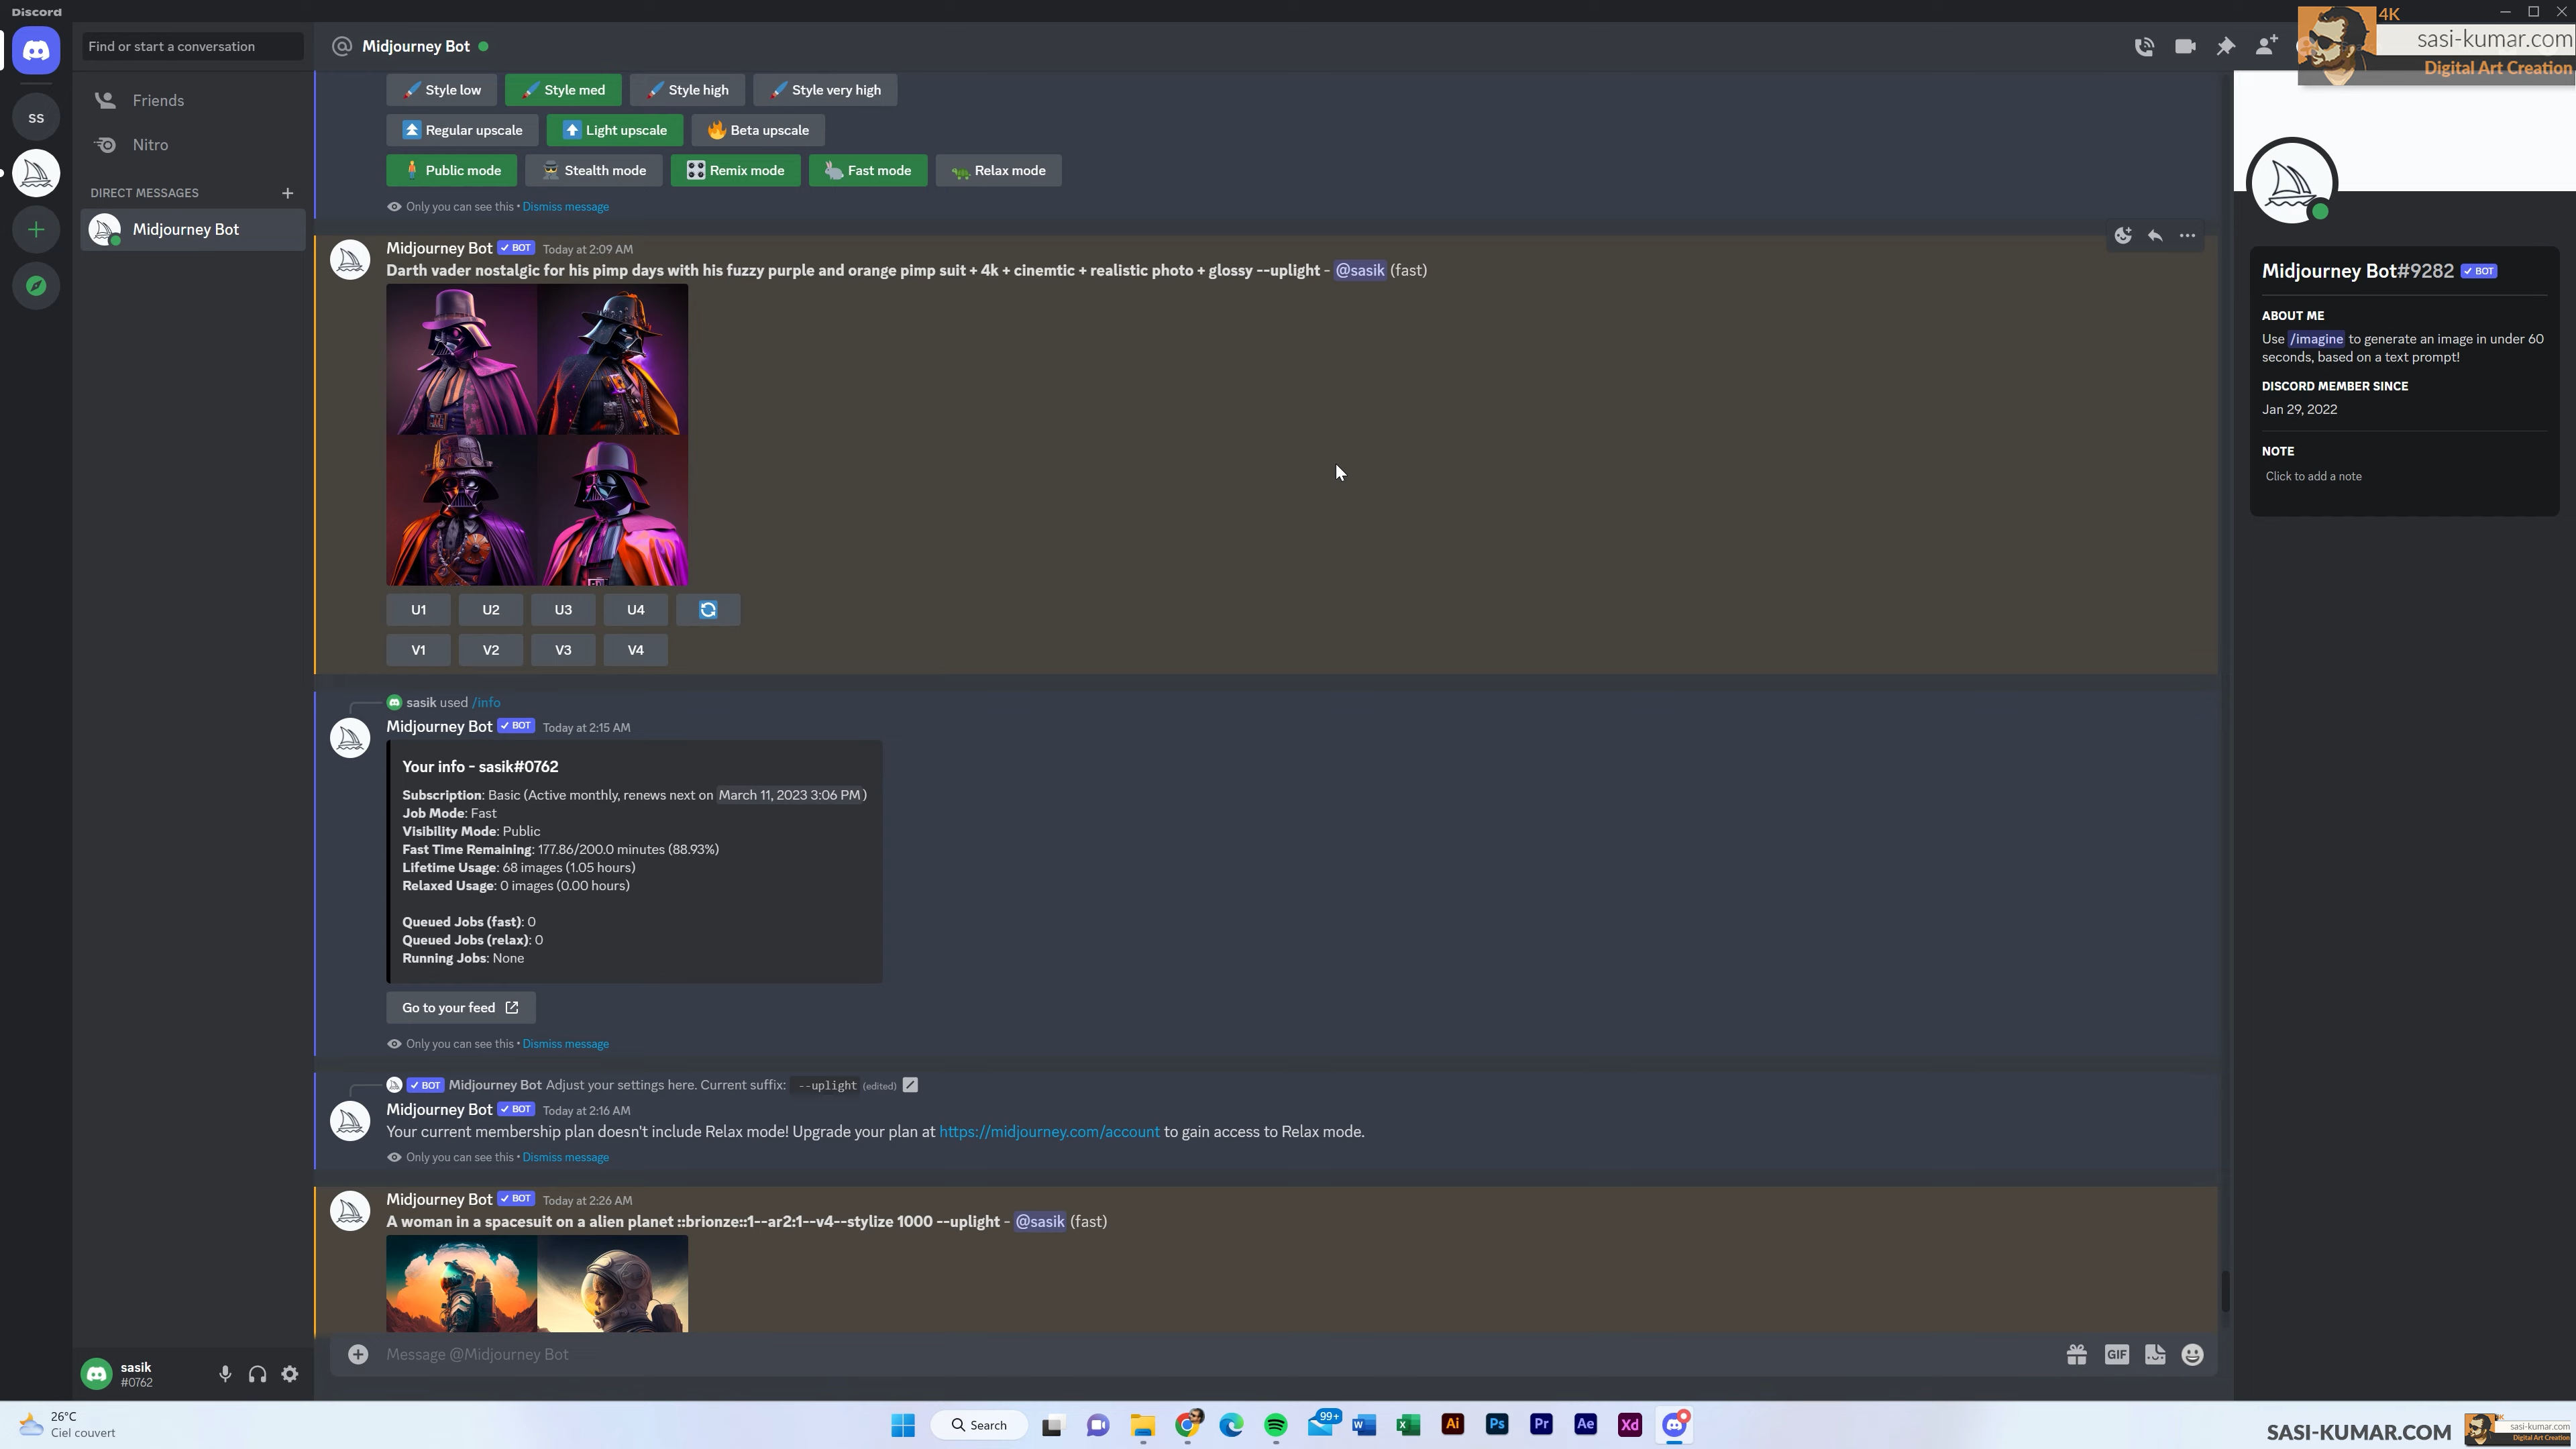 Discord
4K
sasi-kumar.com
Digital Art Creation
Find or start a conversation
Midjourney Bot
Friends
Nitro
SS
DIRECT MESSAGES
Midjourney Bot
Style low Style med Style high Style very high
Regular upscale Light upscale Beta upscale
Public mode Stealth mode Remix mode Fast mode Relax mode
Only you can see this • Dismiss message
Midjourney Bot ✓ BOT Today at 2:09 AM
Darth vader nostalgic for his pimp days with his fuzzy purple and orange pimp suit + 4k + cinemtic + realistic photo + glossy --uplight - @sasik (fast)
U1 U2 U3 U4
V1 V2 V3 V4
sasik used /info
Midjourney Bot ✓ BOT Today at 2:15 AM
Your info - sasik#0762
Subscription: Basic (Active monthly, renews next on March 11, 2023 3:06 PM)
Job Mode: Fast
Visibility Mode: Public
Fast Time Remaining: 177.86/200.0 minutes (88.93%)
Lifetime Usage: 68 images (1.05 hours)
Relaxed Usage: 0 images (0.00 hours)
Queued Jobs (fast): 0
Queued Jobs (relax): 0
Running Jobs: None
Go to your feed
Only you can see this • Dismiss message
✓ BOT Midjourney Bot Adjust your settings here. Current suffix: --uplight (edited)
Midjourney Bot ✓ BOT Today at 2:16 AM
Your current membership plan doesn't include Relax mode! Upgrade your plan at https://midjourney.com/account to gain access to Relax mode.
Only you can see this • Dismiss message
Midjourney Bot ✓ BOT Today at 2:26 AM
A woman in a spacesuit on a alien planet ::brionze::1--ar2:1--v4--stylize 1000 --uplight - @sasik (fast)
Message @Midjourney Bot
GIF
sasik
#0762
Midjourney Bot#9282 ✓ BOT
ABOUT ME
Use /imagine to generate an image in under 60
seconds, based on a text prompt!
DISCORD MEMBER SINCE
Jan 29, 2022
NOTE
Click to add a note
26°C
Ciel couvert
Search
99+
W
X
Ai
Ps
Pr
Ae
Xd
SASI-KUMAR.COM
sasi-kumar.com
Digital Art Creation